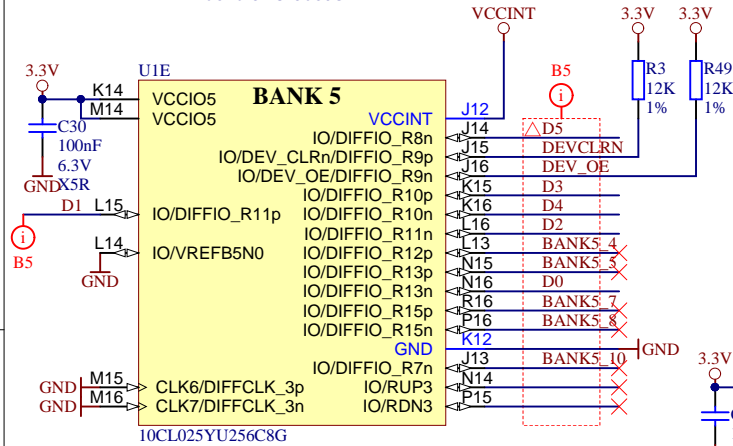 VCCINT
3.3V
3.3V
3.3V
U1E
BANK 5
B5
i
R3
12K
1%
R49
12K
1%
K14
VCCIO5
M14
VCCIO5
C30
100nF
6.3V
X5R
GND
VCCINT
J12
IO/DIFFIO_R8n
J14
D5
IO/DEV_CLRn/DIFFIO_R9p
J15
DEVCLRN
IO/DEV_OE/DIFFIO_R9n
J16
DEV_OE
IO/DIFFIO_R10p
K15
D3
D1
L15
IO/DIFFIO_R11p
IO/DIFFIO_R10n
K16
D4
i
B5
IO/DIFFIO_R11n
L16
D2
L14
IO/VREFB5N0
GND
IO/DIFFIO_R12p
L13
BANK5_4
IO/DIFFIO_R13p
N15
BANK5_5
IO/DIFFIO_R13n
N16
D0
IO/DIFFIO_R15p
R16
BANK5_7
IO/DIFFIO_R15n
P16
BANK5_8
GND
K12
GND
IO/DIFFIO_R7n
J13
BANK5_10
GND
M15
CLK6/DIFFCLK_3p
IO/RUP3
N14
GND
M16
CLK7/DIFFCLK_3n
IO/RDN3
P15
3.3V
10CL025YU256C8G